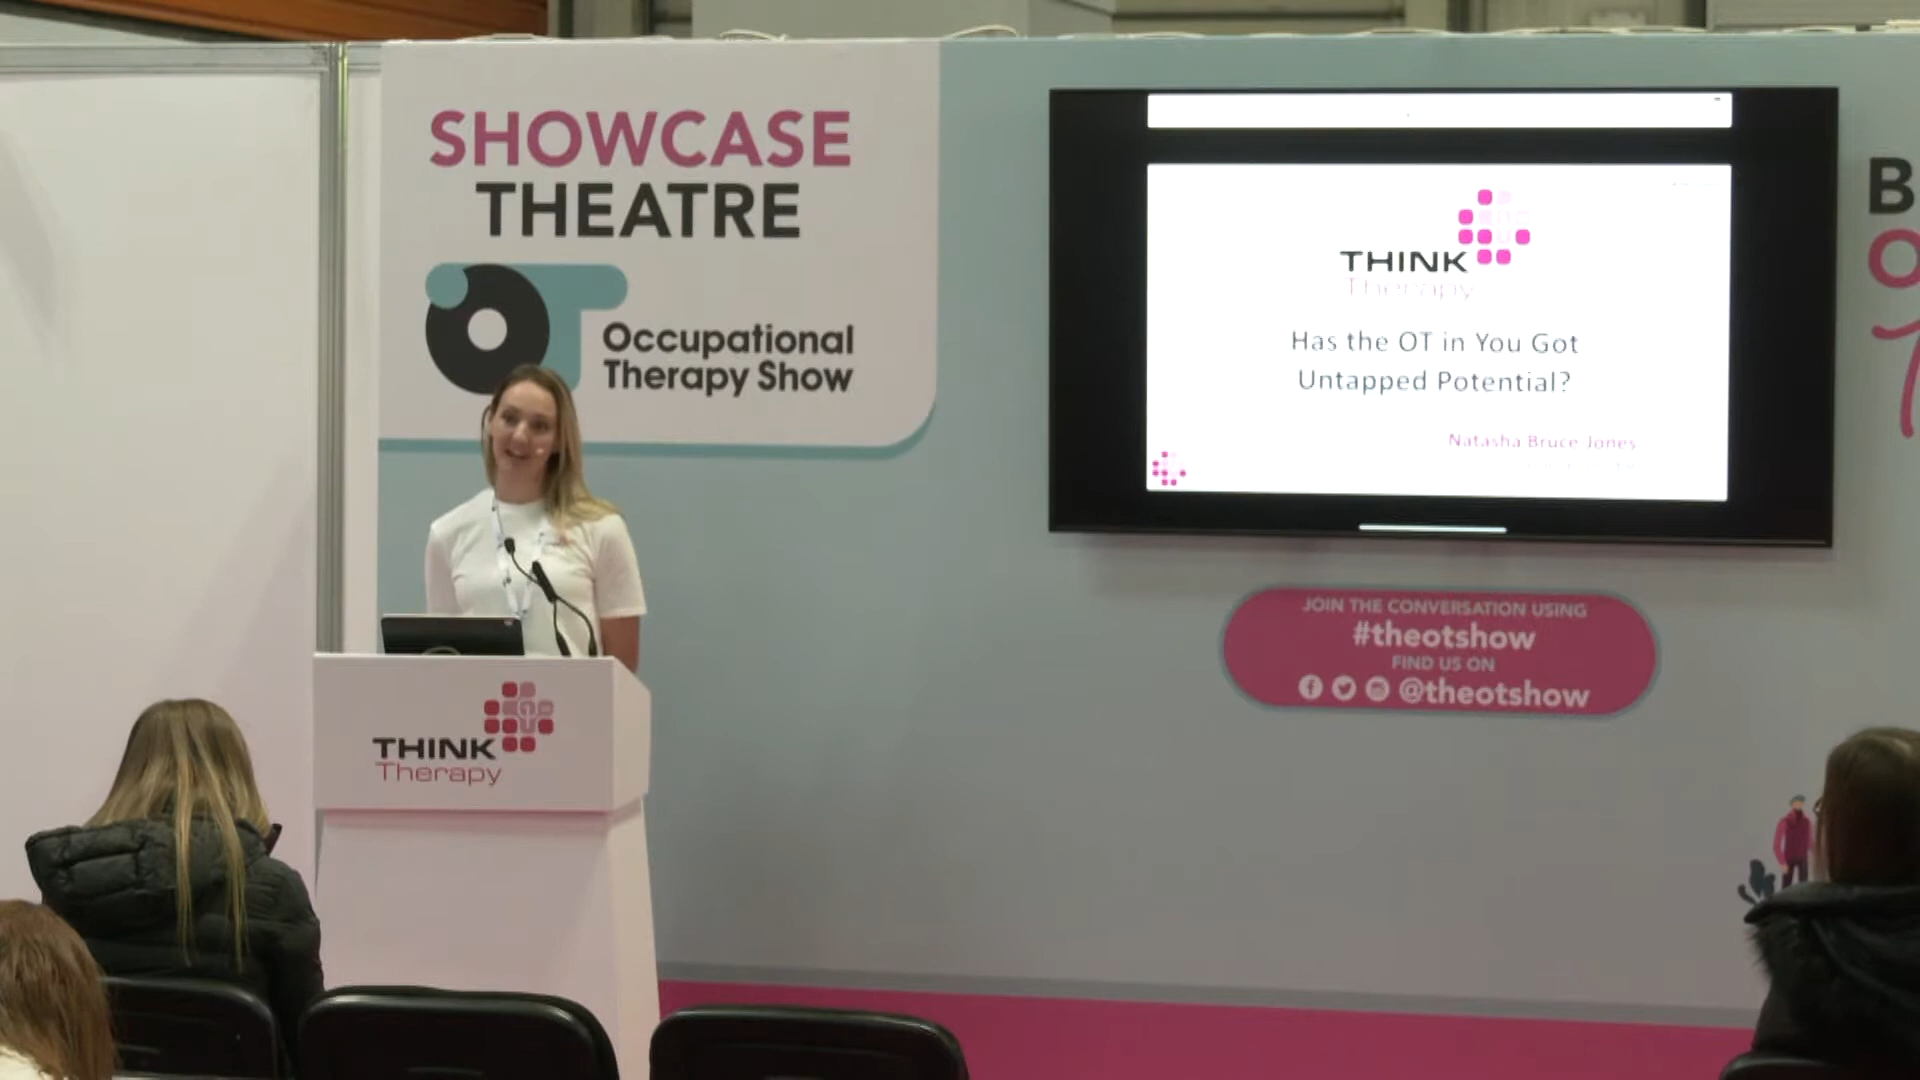 SHOWCASE
THEATRE
OT
Occupational
Therapy Show
THINK
Therapy
Has the OT in You Got
Untapped Potential?
Natasha Bruce Jones
JOIN THE CONVERSATION USING
#theotshow
FIND US ON
@theotshow
THINK
Therapy